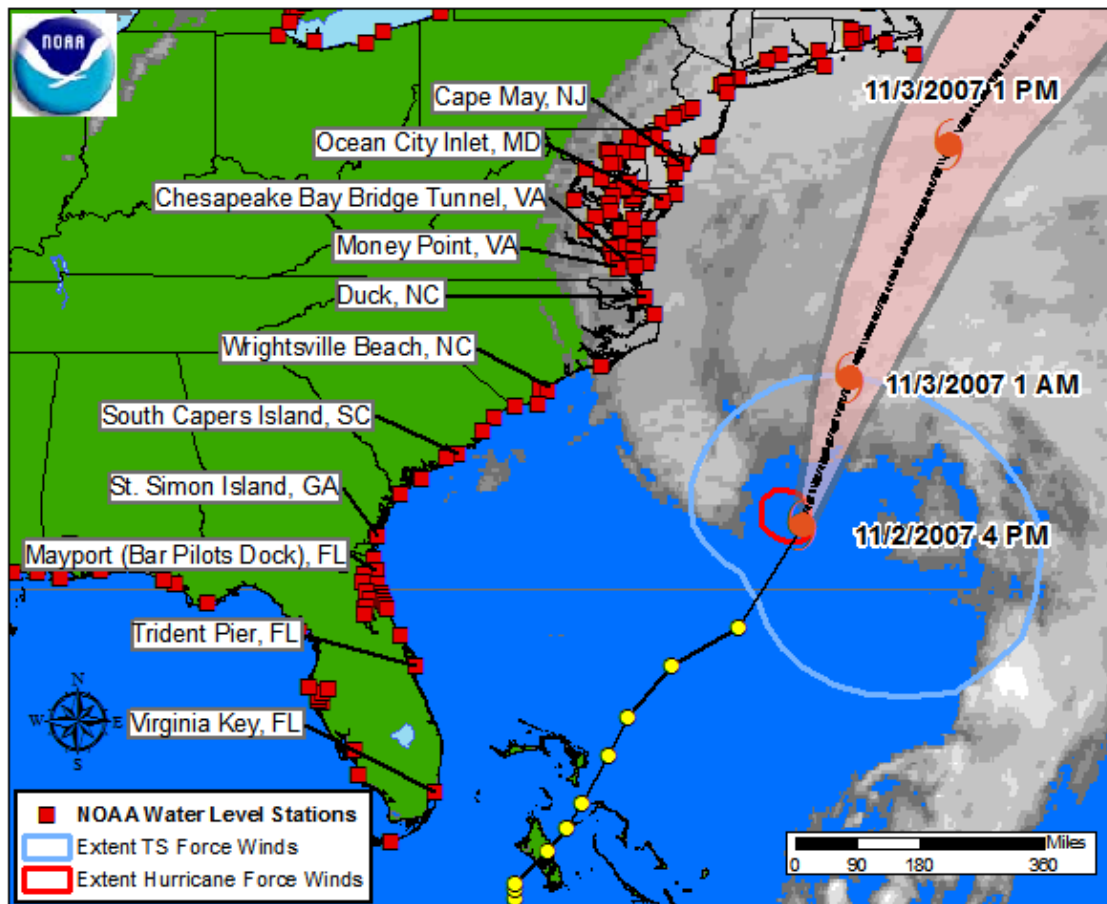 NOAA
11/3/2007 1 PM
Cape May, NJ
Ocean City Inlet, MD
Chesapeake Bay Bridge Tunnel, VA
Money Point, VA
Duck, NC
Wrightsville Beach, NC
11/3/2007 1 AM
South Capers Island, SC
St. Simon Island, GA
11/2/2007 4 PM
Mayport (Bar Pilots Dock), FL
Trident Pier, FL
N
W E
S
Virginia Key, FL
NOAA Water Level Stations
Extent TS Force Winds
Extent Hurricane Force Winds
Miles
0 90 180 360